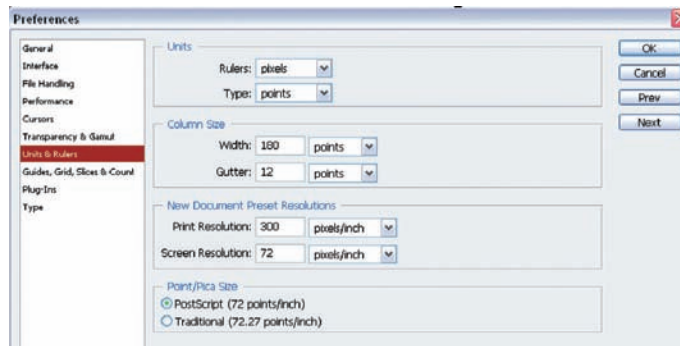 Preferences
General
Interface
File Handling
Performance
Cursors
Transparency & Gamut
Units & Rulers
Guides, Grid, Slices & Count
Plug-Ins
Type
Units
Rulers: pixels
Type: points
Column Size
Width: 180 points
Gutter: 12 points
New Document Preset Resolutions
Print Resolution: 300 pixels/inch
Screen Resolution: 72 pixels/inch
Point/Pica Size
PostScript (72 points/inch)
Traditional (72.27 points/inch)
OK
Cancel
Prev
Next